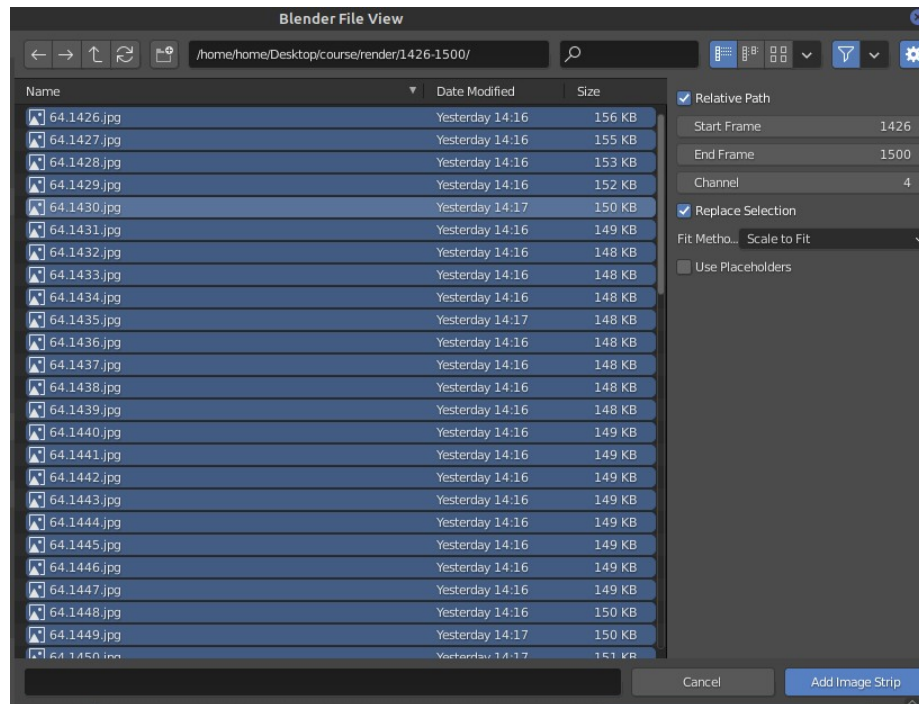 Blender File View
/home/home/Desktop/course/render/1426-1500/
Name Date Modified Size
64.1426.jpg Yesterday 14:16 156 KB
64.1427.jpg Yesterday 14:16 155 KB
64.1428.jpg Yesterday 14:16 153 KB
64.1429.jpg Yesterday 14:16 152 KB
64.1430.jpg Yesterday 14:17 150 KB
64.1431.jpg Yesterday 14:16 149 KB
64.1432.jpg Yesterday 14:16 148 KB
64.1433.jpg Yesterday 14:16 148 KB
64.1434.jpg Yesterday 14:16 148 KB
64.1435.jpg Yesterday 14:17 148 KB
64.1436.jpg Yesterday 14:16 148 KB
64.1437.jpg Yesterday 14:16 148 KB
64.1438.jpg Yesterday 14:16 148 KB
64.1439.jpg Yesterday 14:16 148 KB
64.1440.jpg Yesterday 14:16 149 KB
64.1441.jpg Yesterday 14:16 149 KB
64.1442.jpg Yesterday 14:16 149 KB
64.1443.jpg Yesterday 14:16 149 KB
64.1444.jpg Yesterday 14:16 149 KB
64.1445.jpg Yesterday 14:16 149 KB
64.1446.jpg Yesterday 14:16 149 KB
64.1447.jpg Yesterday 14:16 149 KB
64.1448.jpg Yesterday 14:16 150 KB
64.1449.jpg Yesterday 14:17 150 KB
64.1450.jpg Yesterday 14:17 151 KB
Relative Path
Start Frame 1426
End Frame 1500
Channel 4
Replace Selection
Fit Metho... Scale to Fit
Use Placeholders
Cancel Add Image Strip